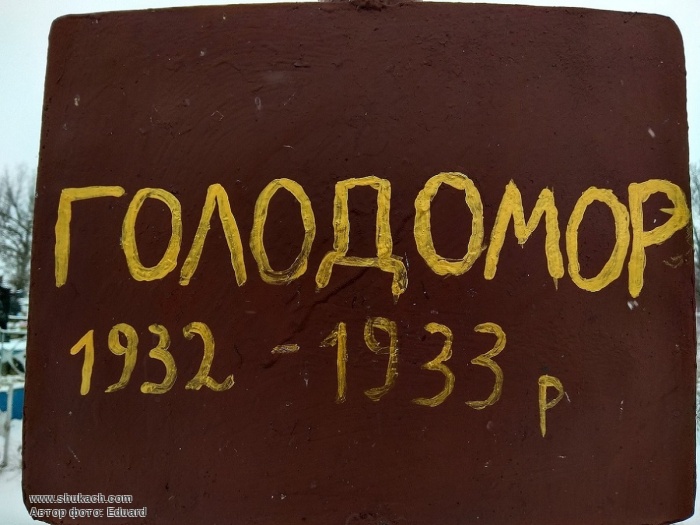 ГОЛОДОМОР
1932 - 1933 р
www.shukach.com
Автор фото: Eduard